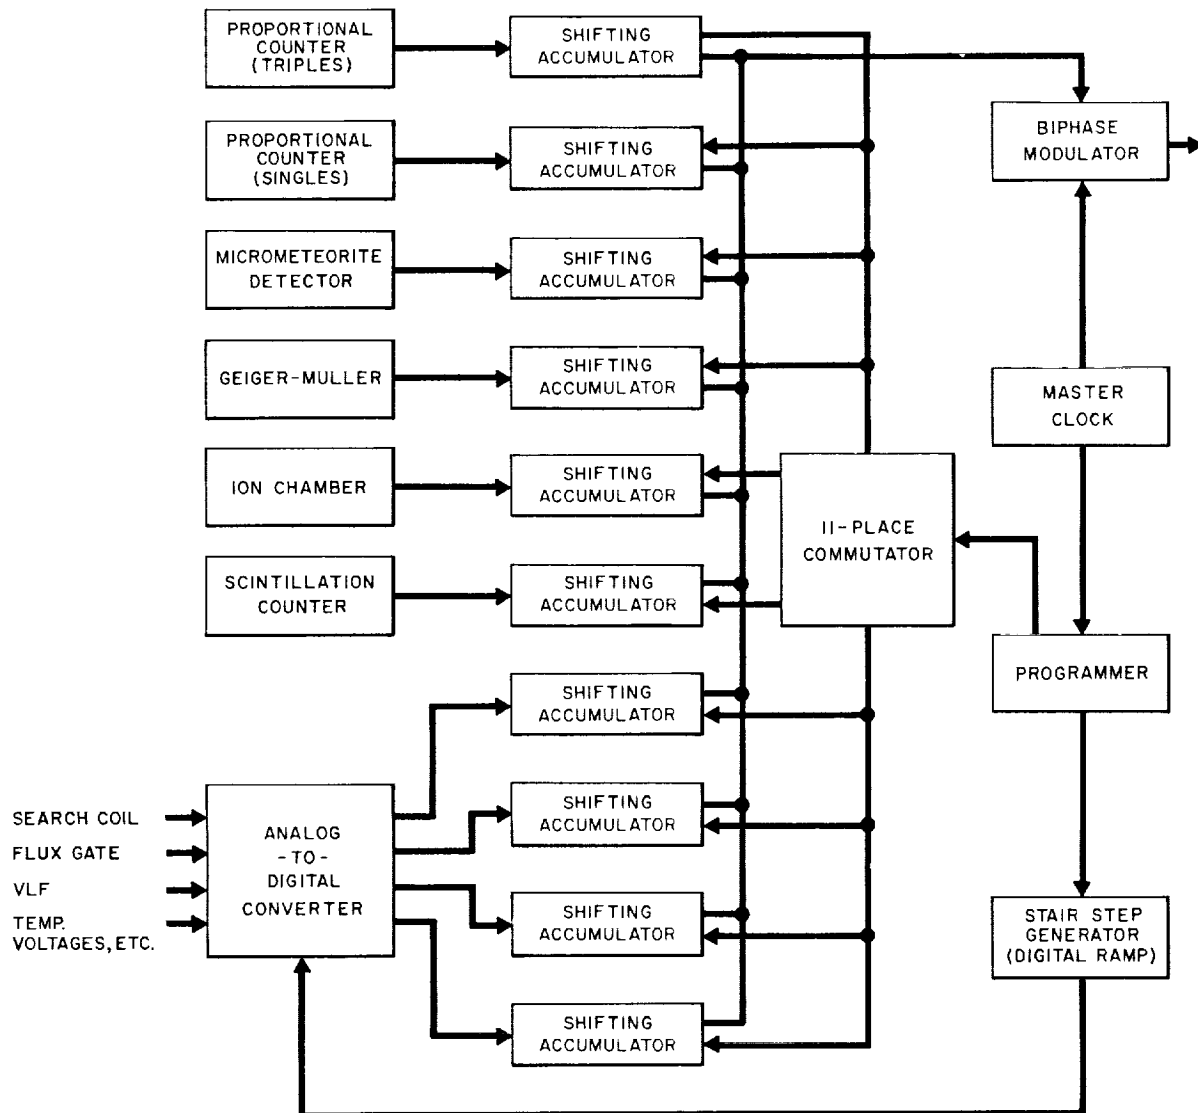 PROPORTIONAL
COUNTER
(TRIPLES)
SHIFTING
ACCUMULATOR
BIPHASE
MODULATOR
PROPORTIONAL
COUNTER
(SINGLES)
SHIFTING
ACCUMULATOR
MICROMETEORITE
DETECTOR
SHIFTING
ACCUMULATOR
GEIGER-MULLER
SHIFTING
ACCUMULATOR
MASTER
CLOCK
ION CHAMBER
SHIFTING
ACCUMULATOR
11-PLACE
COMMUTATOR
SCINTILLATION
COUNTER
SHIFTING
ACCUMULATOR
PROGRAMMER
SHIFTING
ACCUMULATOR
SEARCH COIL
FLUX GATE
VLF
TEMP.
VOLTAGES, ETC.
ANALOG
-TO-
DIGITAL
CONVERTER
SHIFTING
ACCUMULATOR
SHIFTING
ACCUMULATOR
STAIR STEP
GENERATOR
(DIGITAL RAMP)
SHIFTING
ACCUMULATOR